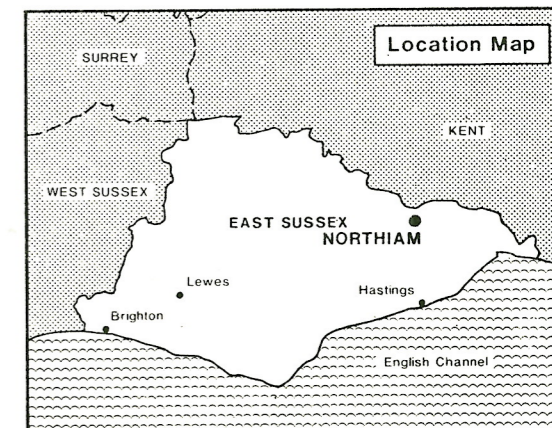 Location Map
SURREY
KENT
WEST SUSSEX
EAST SUSSEX
NORTHIAM
Lewes
Hastings
Brighton
English Channel